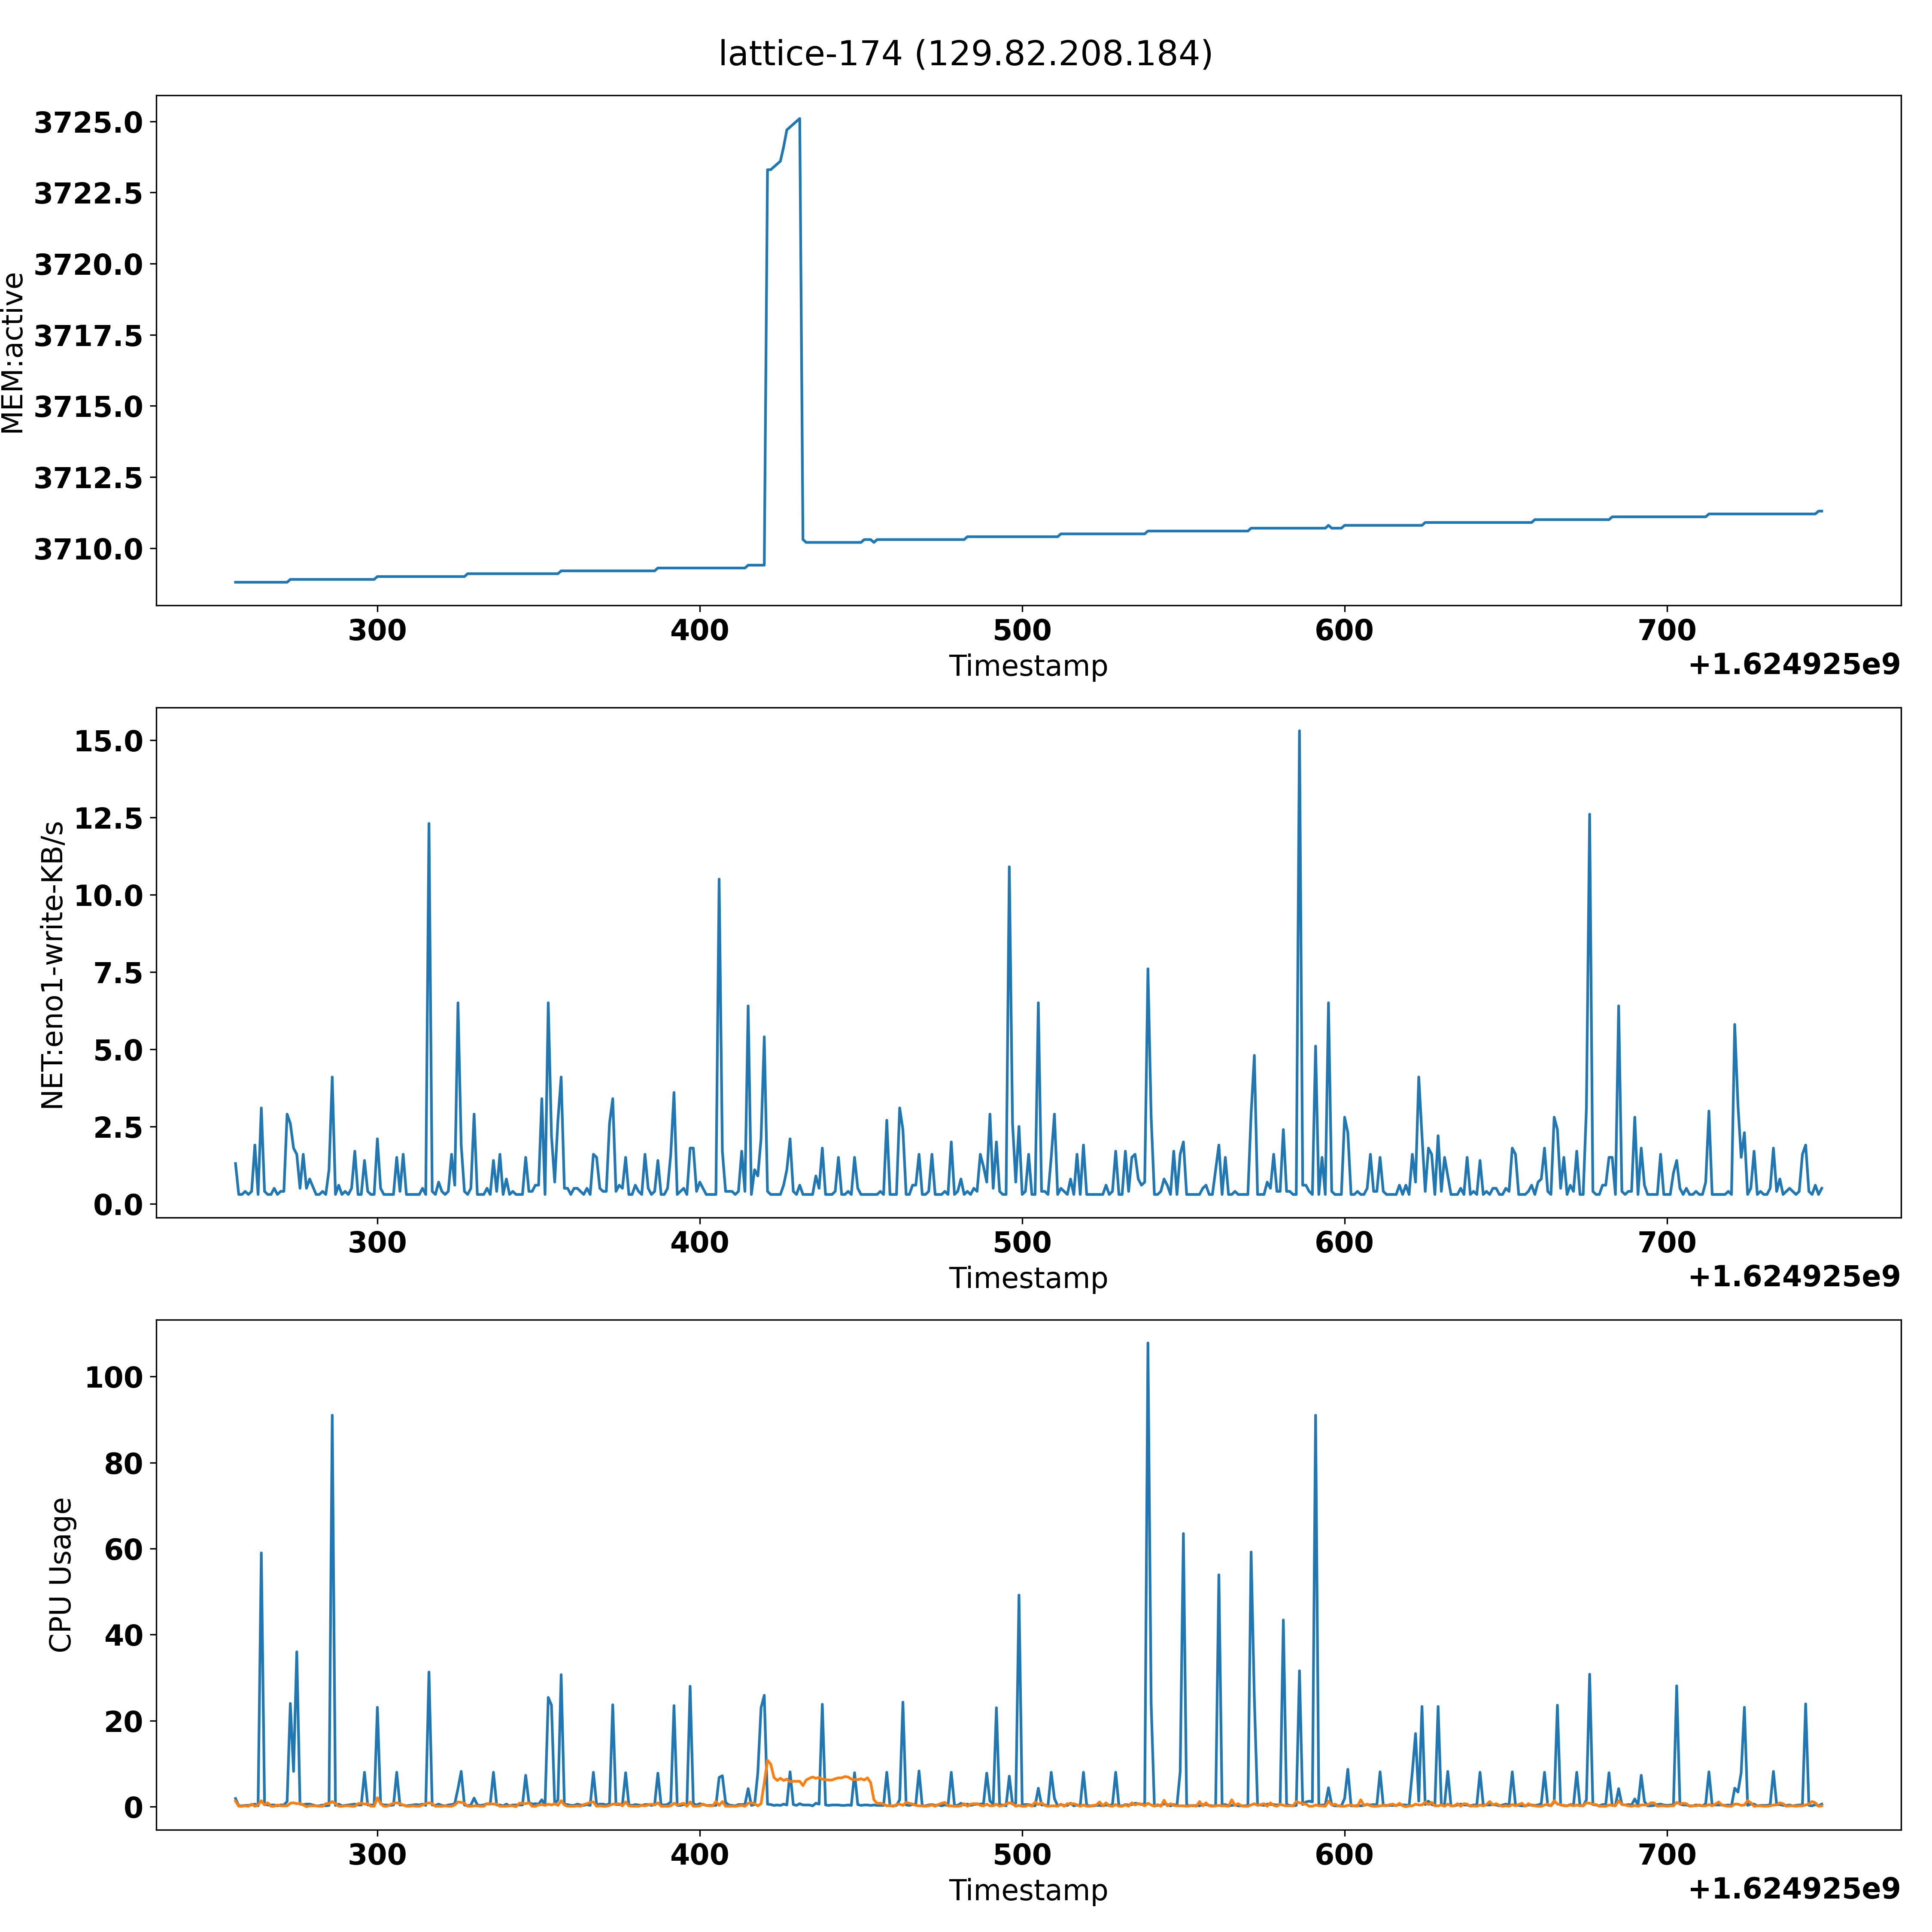 lattice-174 (129.82.208.184)
3725.0
3722.5
3720.0
3717.5
3715.0
3712.5
3710.0
MEM:active
300 400 500 600 700
Timestamp
+1.624925e9
15.0
12.5
10.0
7.5
5.0
2.5
0.0
NET:eno1-write-KB/s
300 400 500 600 700
Timestamp
+1.624925e9
100
80
60
40
20
0
CPU Usage
300 400 500 600 700
Timestamp
+1.624925e9